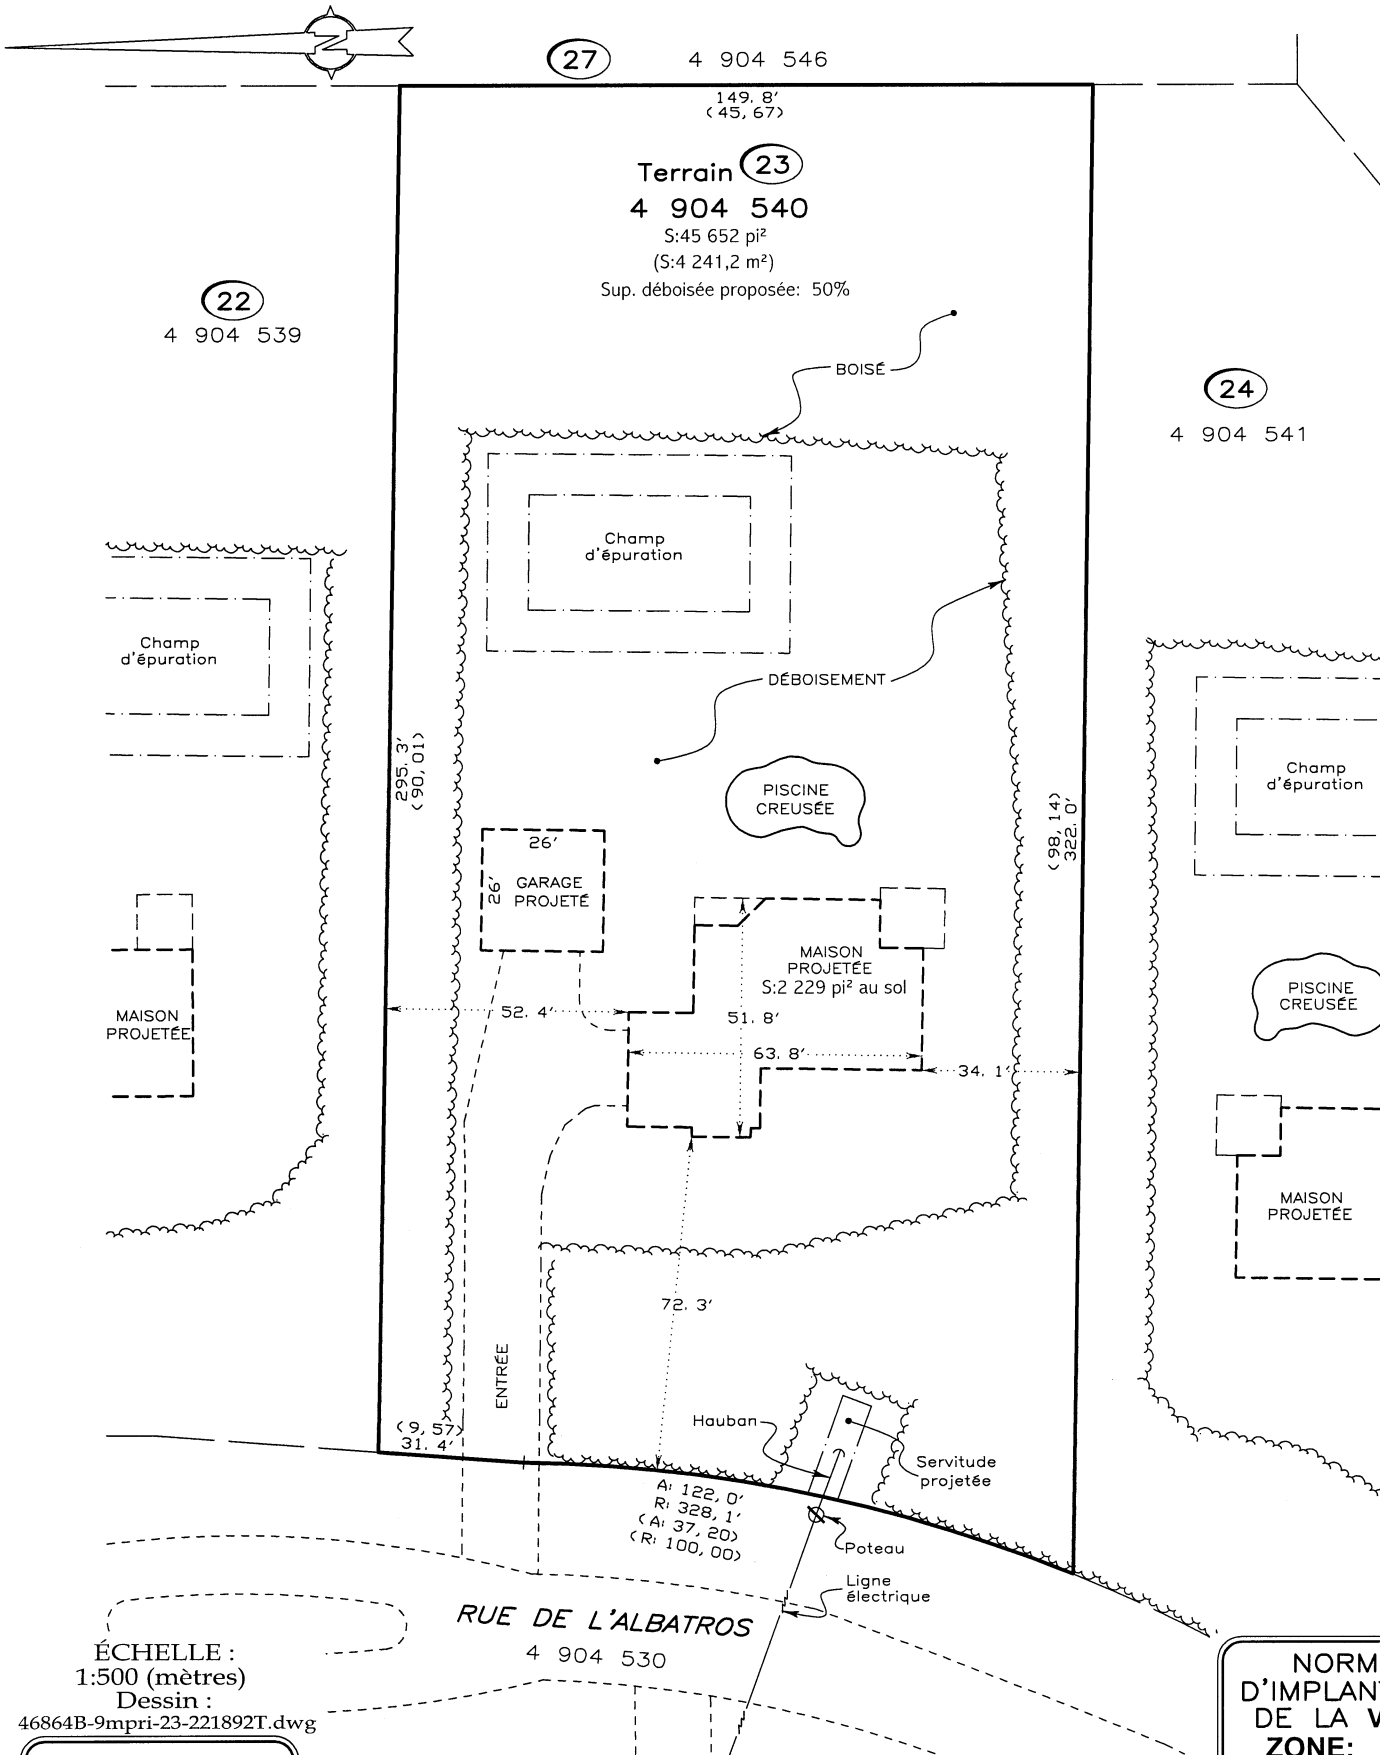 N
27
4 904 546
149.8'
(45,67)
Terrain 23
4 904 540
S:45 652 pi²
(S:4 241,2 m²)
Sup. déboisée proposée: 50%
22
4 904 539
BOISÉ
24
4 904 541
Champ
d'épuration
Champ
d'épuration
DÉBOISEMENT
295.3'
(90,01)
PISCINE
CREUSÉE
Champ
d'épuration
(98,14)
322.0'
26'
26'
GARAGE
PROJETÉ
MAISON
PROJETÉE
S:2 229 pi² au sol
PISCINE
CREUSÉE
MAISON
PROJETÉE
52.4'
51.8'
63.8'
34.1'
MAISON
PROJETÉE
72.3'
ENTRÉE
(9,57)
31.4'
Hauban
Servitude
projetée
A: 122,0'
R: 328,1'
(A: 37,20)
(R: 100,00)
Poteau
Ligne
électrique
RUE DE L'ALBATROS
4 904 530
ÉCHELLE :
1:500 (mètres)
Dessin :
46864B-9mpri-23-221892T.dwg
NORM
D'IMPLANT
DE LA V
ZONE: